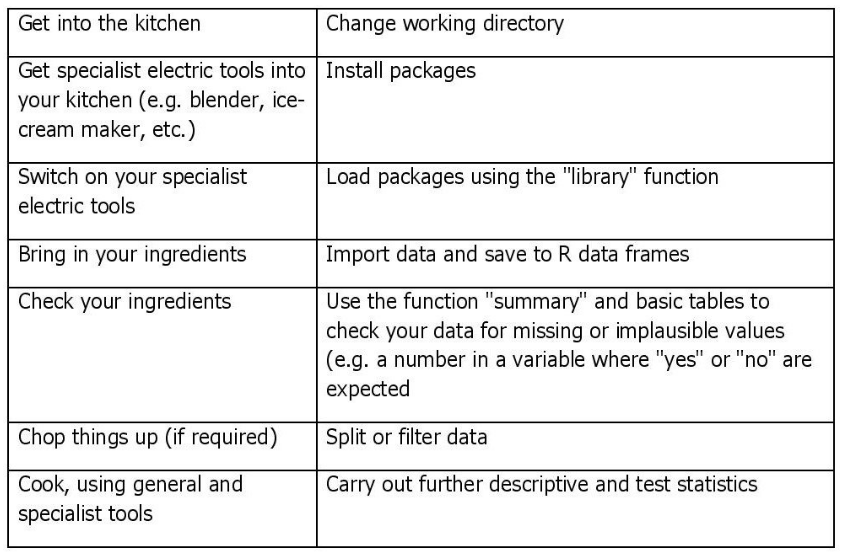 Get into the kitchen
Change working directory
Get specialist electric tools into
your kitchen (e.g. blender, ice-
cream maker, etc.)
Install packages
Switch on your specialist
electric tools
Load packages using the "library" function
Bring in your ingredients
Import data and save to R data frames
Check your ingredients
Use the function "summary" and basic tables to
check your data for missing or implausible values
(e.g. a number in a variable where "yes" or "no" are
expected
Chop things up (if required)
Split or filter data
Cook, using general and
specialist tools
Carry out further descriptive and test statistics